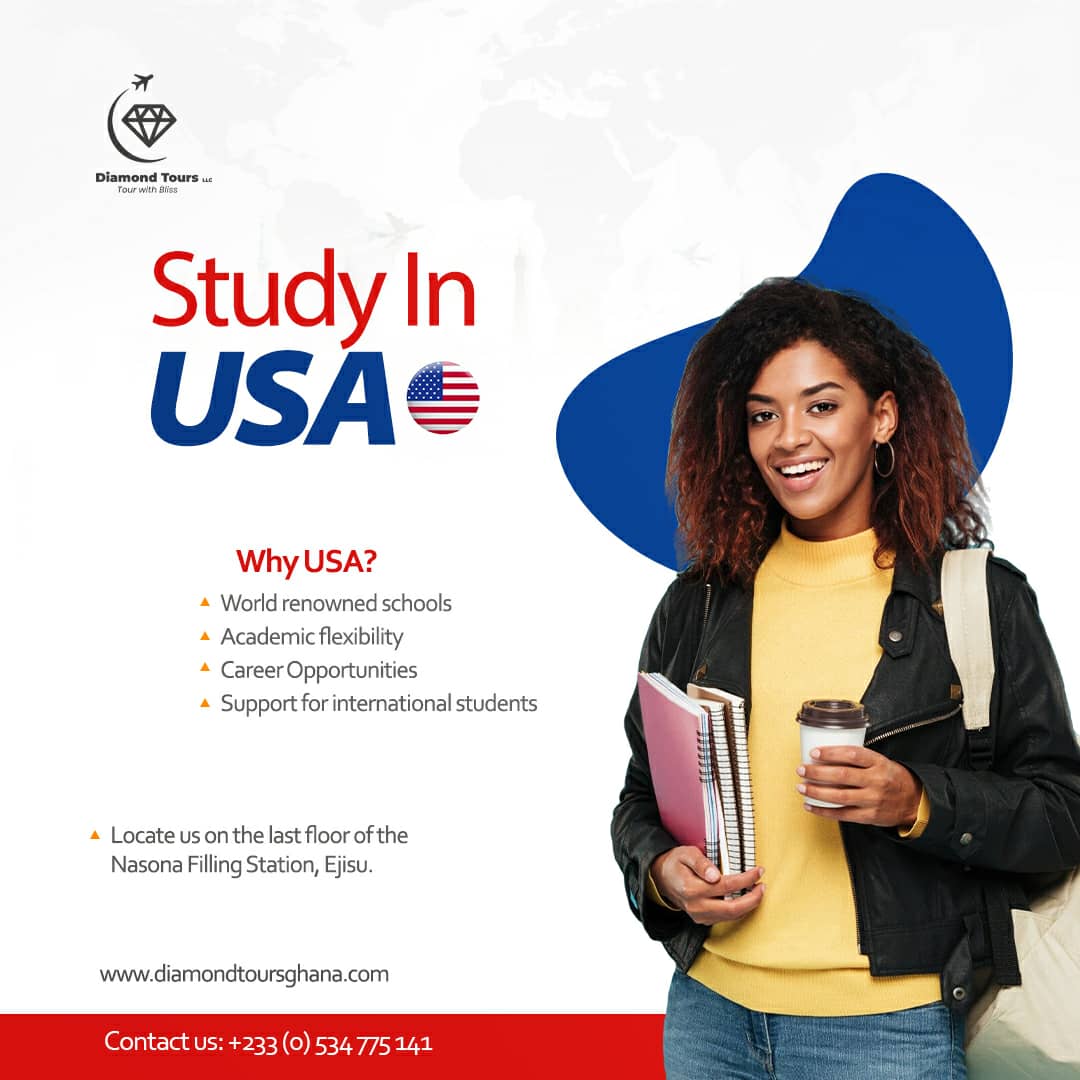 Diamond Tours LLC
Tour with Bliss
Study In
USA
Why USA?
World renowned schools
Academic flexibility
Career Opportunities
Support for international students
Locate us on the last floor of the
Nasona Filling Station, Ejisu.
www.diamondtoursghana.com
Contact us: +233 (0) 534 775 141